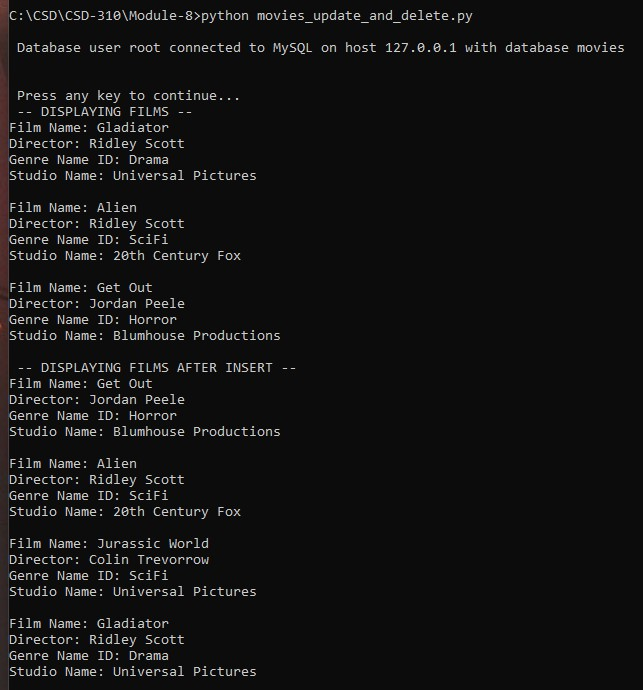 C:\CSD\CSD-310\Module-8>python movies_update_and_delete.py
Database user root connected to MySQL on host 127.0.0.1 with database movies
Press any key to continue...
-- DISPLAYING FILMS --
Film Name: Gladiator
Director: Ridley Scott
Genre Name ID: Drama
Studio Name: Universal Pictures
Film Name: Alien
Director: Ridley Scott
Genre Name ID: SciFi
Studio Name: 20th Century Fox
Film Name: Get Out
Director: Jordan Peele
Genre Name ID: Horror
Studio Name: Blumhouse Productions
-- DISPLAYING FILMS AFTER INSERT --
Film Name: Get Out
Director: Jordan Peele
Genre Name ID: Horror
Studio Name: Blumhouse Productions
Film Name: Alien
Director: Ridley Scott
Genre Name ID: SciFi
Studio Name: 20th Century Fox
Film Name: Jurassic World
Director: Colin Trevorrow
Genre Name ID: SciFi
Studio Name: Universal Pictures
Film Name: Gladiator
Director: Ridley Scott
Genre Name ID: Drama
Studio Name: Universal Pictures